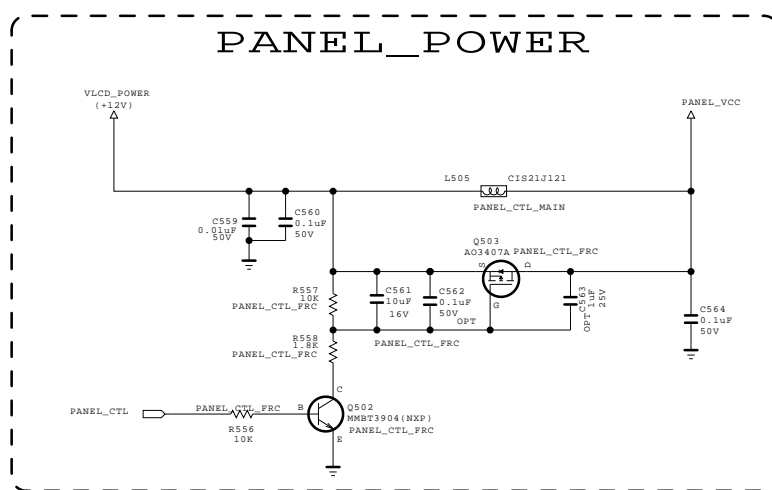 PANEL_POWER
VLCD_POWER
(+12V)
PANEL_VCC
L505
CIS21J121
PANEL_CTL_MAIN
C559
0.01uF
50V
C560
0.1uF
50V
Q503
AO3407A
PANEL_CTL_FRC
S
D
G
R557
10K
PANEL_CTL_FRC
C561
10uF
16V
C562
0.1uF
50V
OPT
C563
1uF
25V
OPT
C564
0.1uF
50V
R558
1.8K
PANEL_CTL_FRC
PANEL_CTL_FRC
C
PANEL_CTL
PANEL_CTL_FRC
B
Q502
MMBT3904(NXP)
R556
10K
PANEL_CTL_FRC
E